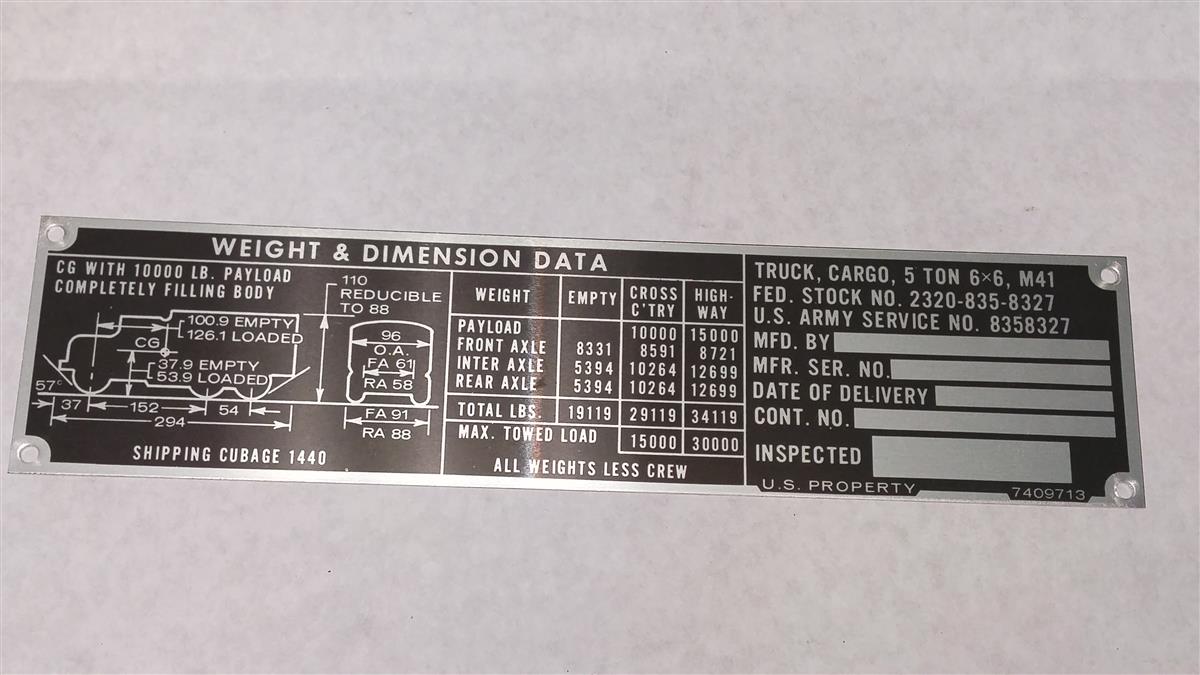 WEIGHT & DIMENSION DATA
CG WITH 10000 LB. PAYLOAD
COMPLETELY FILLING BODY
110
REDUCIBLE
TO 88
100.9 EMPTY
126.1 LOADED
CG
37.9 EMPTY
53.9 LOADED
57°
37
152
54
294
96
O.A.
FA 61
RA 58
FA 91
RA 88
SHIPPING CUBAGE 1440
WEIGHT EMPTY CROSS C'TRY HIGH-WAY
PAYLOAD 10000 15000
FRONT AXLE 8331 8591 8721
INTER AXLE 5394 10264 12699
REAR AXLE 5394 10264 12699
TOTAL LBS. 19119 29119 34119
MAX. TOWED LOAD 15000 30000
ALL WEIGHTS LESS CREW
TRUCK, CARGO, 5 TON 6×6, M41
FED. STOCK NO. 2320-835-8327
U.S. ARMY SERVICE NO. 8358327
MFD. BY
MFR. SER. NO.
DATE OF DELIVERY
CONT. NO.
INSPECTED
U.S. PROPERTY
7409713